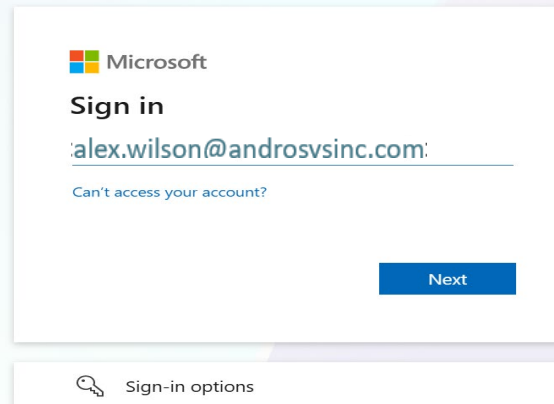 Microsoft
Sign in
alex.wilson@androsvsinc.com
Can't access your account?
Next
Sign-in options